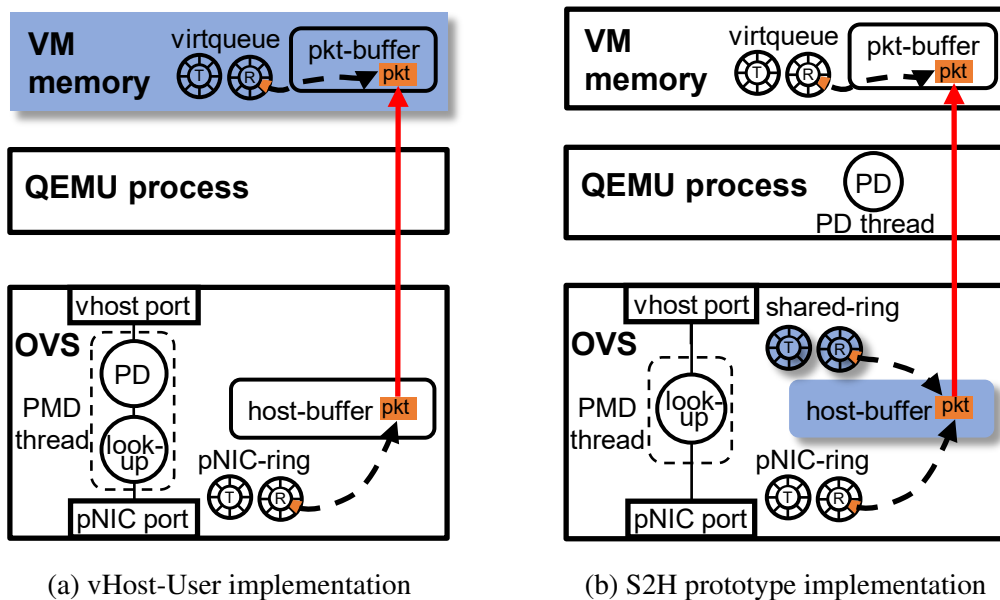 VM
memory
virtqueue
T
R
pkt-buffer
pkt
QEMU process
OVS
vhost port
PD
PMD
thread
look-
up
pNIC port
host-buffer
pkt
pNIC-ring
T
R
(a) vHost-User implementation
VM
memory
virtqueue
T
R
pkt-buffer
pkt
QEMU process
PD
PD thread
OVS
vhost port
PMD
thread
look-
up
pNIC port
shared-ring
T
R
host-buffer
pkt
pNIC-ring
T
R
(b) S2H prototype implementation